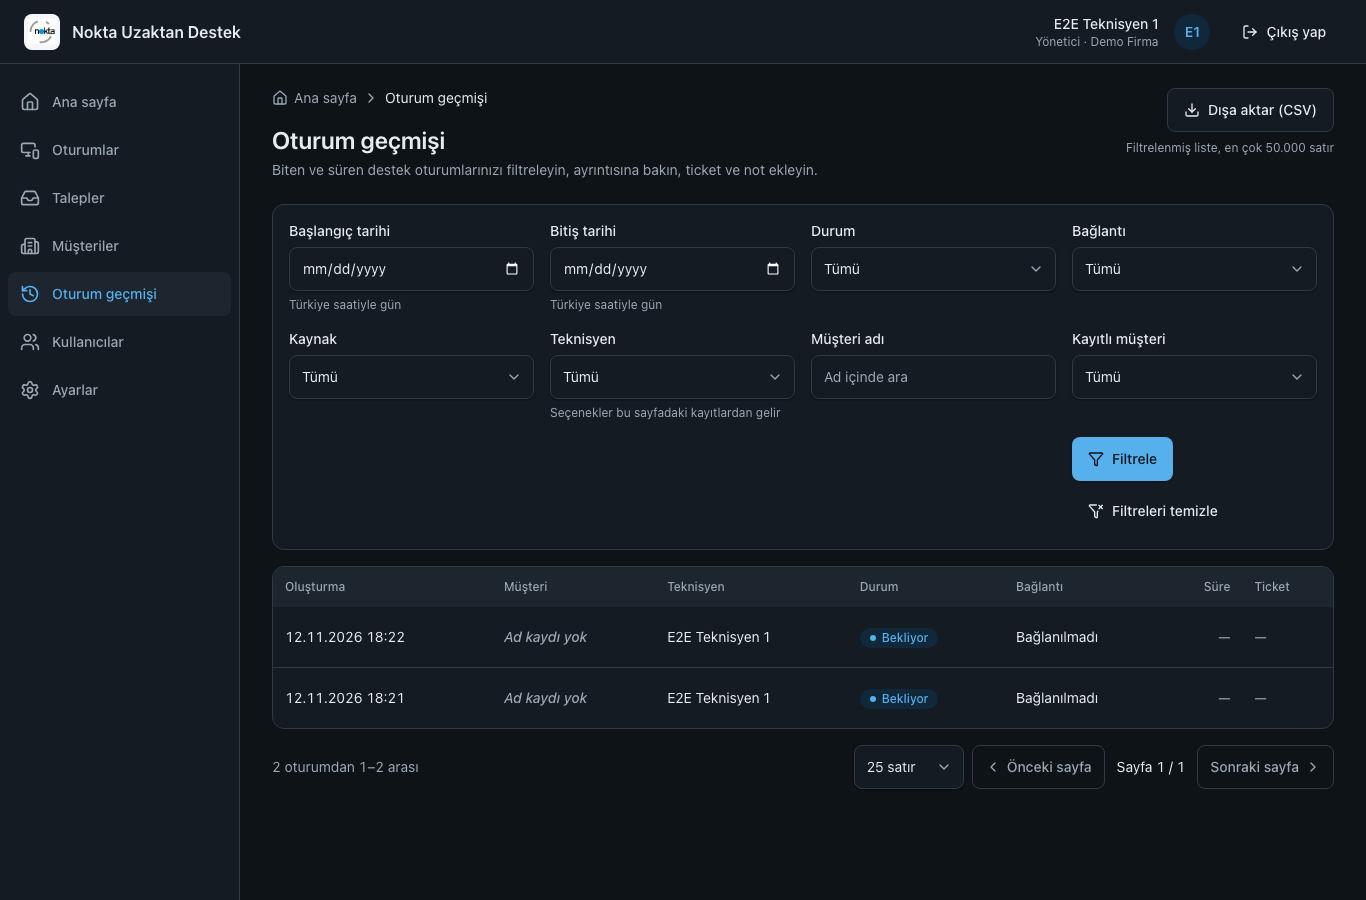 nokta
Nokta Uzaktan Destek
E2E Teknisyen 1
Yönetici · Demo Firma
E1
Çıkış yap
Ana sayfa
Oturumlar
Talepler
Müşteriler
Oturum geçmişi
Kullanıcılar
Ayarlar
Ana sayfa > Oturum geçmişi
Dışa aktar (CSV)
Filtrelenmiş liste, en çok 50.000 satır
Oturum geçmişi
Biten ve süren destek oturumlarınızı filtreleyin, ayrıntısına bakın, ticket ve not ekleyin.
Başlangıç tarihi Bitiş tarihi Durum Bağlantı
mm/dd/yyyy mm/dd/yyyy Tümü Tümü
Türkiye saatiyle gün Türkiye saatiyle gün
Kaynak Teknisyen Müşteri adı Kayıtlı müşteri
Tümü Tümü Ad içinde ara Tümü
Seçenekler bu sayfadaki kayıtlardan gelir
Filtrele
Filtreleri temizle
Oluşturma Müşteri Teknisyen Durum Bağlantı Süre Ticket
12.11.2026 18:22 Ad kaydı yok E2E Teknisyen 1 Bekliyor Bağlanılmadı — —
12.11.2026 18:21 Ad kaydı yok E2E Teknisyen 1 Bekliyor Bağlanılmadı — —
2 oturumdan 1–2 arası 25 satır Önceki sayfa Sayfa 1 / 1 Sonraki sayfa